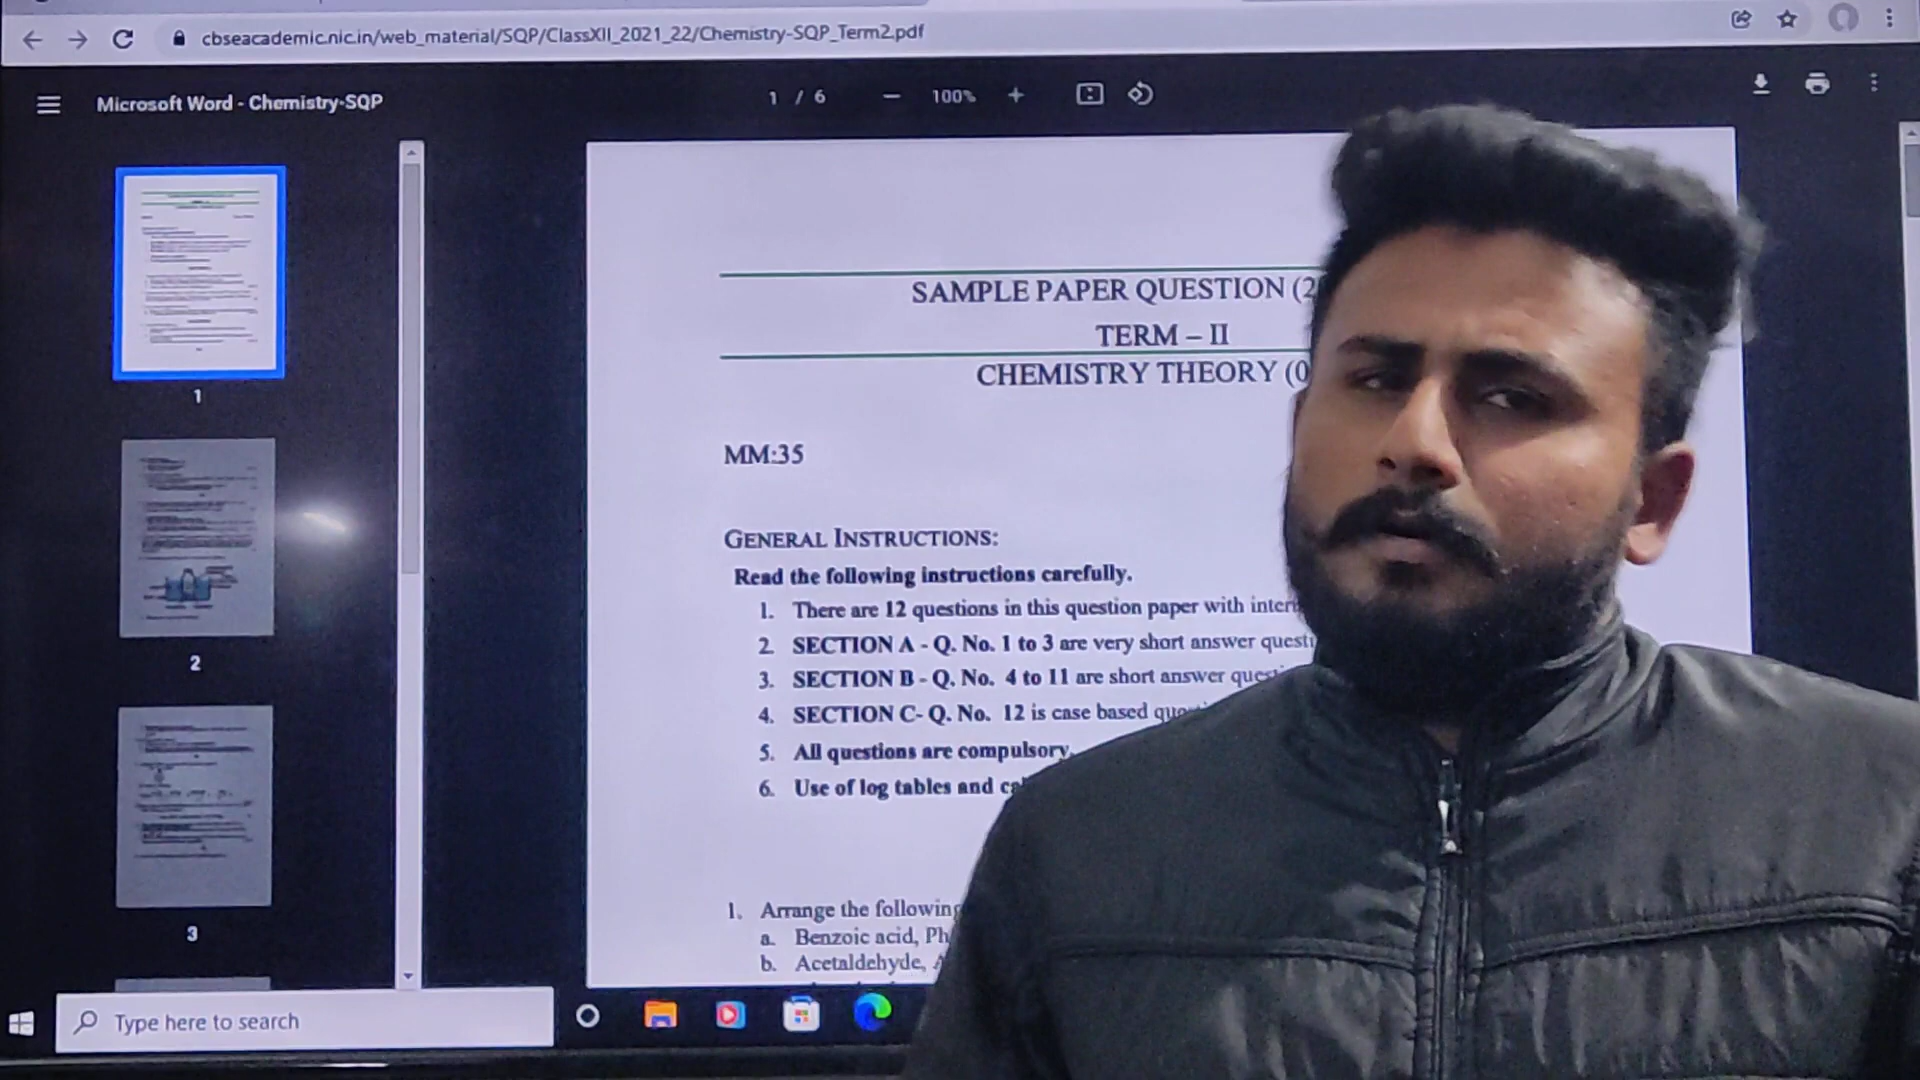 cbseacademic.nic.in/web_material/SQP/ClassXII_2021_22/Chemistry-SQP_Term2.pdf
Microsoft Word - Chemistry-SQP
1 / 6
100%
1
2
3
SAMPLE PAPER QUESTION (2
TERM – II
CHEMISTRY THEORY (0
MM:35
GENERAL INSTRUCTIONS:
Read the following instructions carefully.
1. There are 12 questions in this question paper with
2. SECTION A - Q. No. 1 to 3 are very short answer
3. SECTION B - Q. No. 4 to 11 are short answer
4. SECTION C- Q. No. 12 is case based
5. All questions are compulsory.
6. Use of log tables and
1. Arrange the following
a. Benzoic acid, Ph
b. Acetaldehyde, A
Type here to search